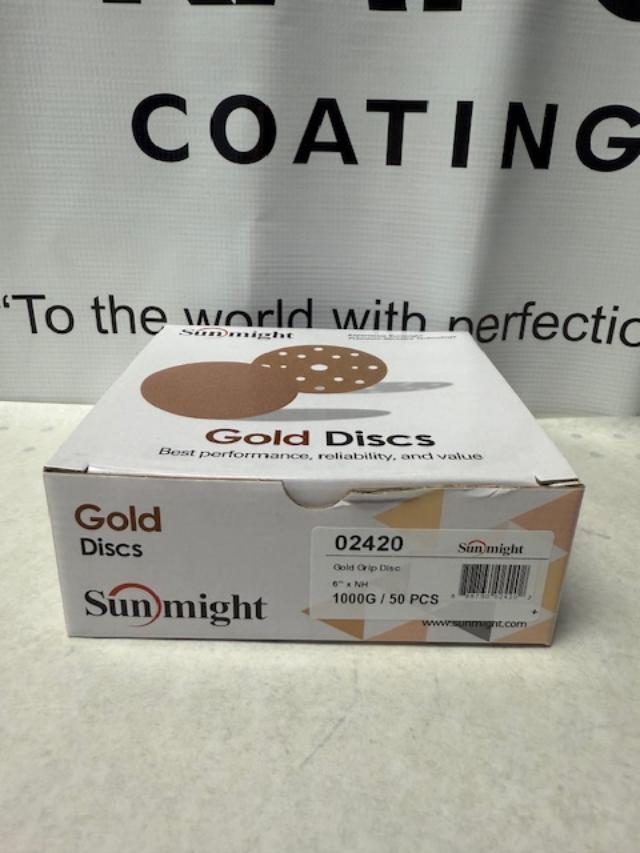 COATING
“To the world with perfectio
Sunmight
Gold Discs
Best performance, reliability, and value
Gold
Discs
Sunmight
02420
Sunmight
Gold Grip Disc
6" x NH
1000G / 50 PCS
www.sunmight.com